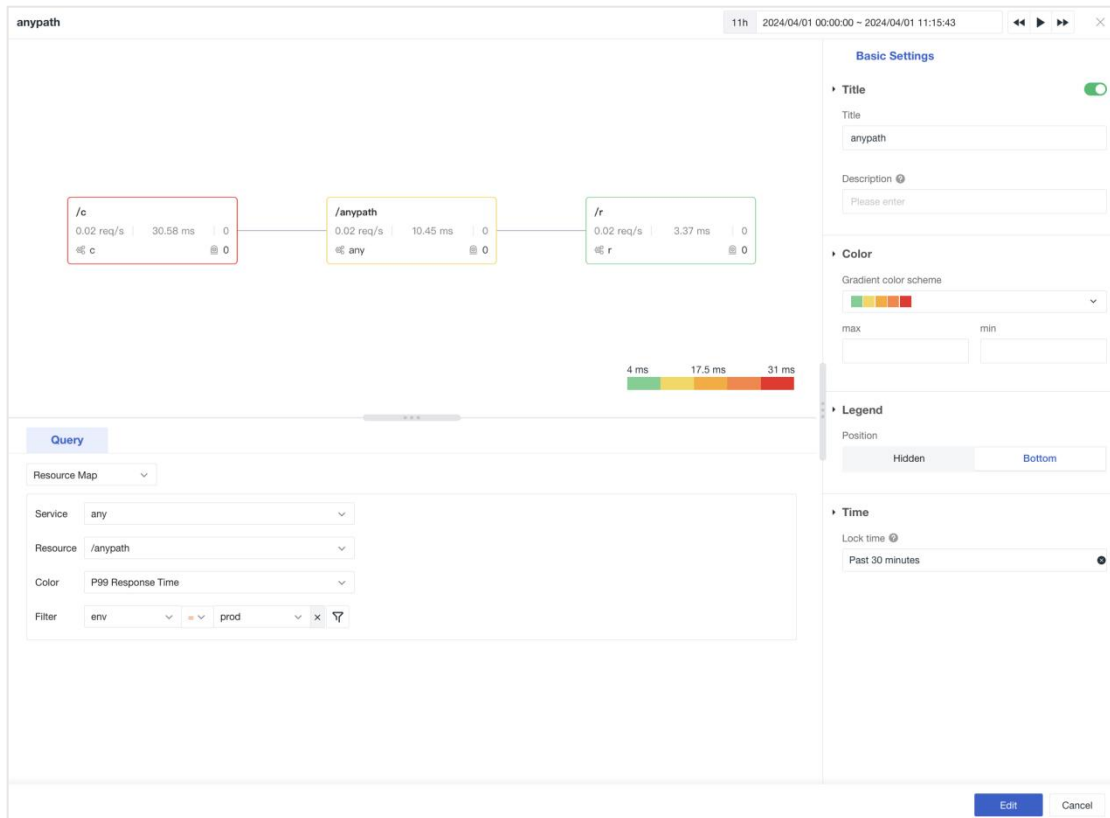 anypath
11h 2024/04/01 00:00:00 ~ 2024/04/01 11:15:43
/c
0.02 req/s 30.58 ms 0
c 0
/anypath
0.02 req/s 10.45 ms 0
any 0
/r
0.02 req/s 3.37 ms 0
r 0
4 ms 17.5 ms 31 ms
Query
Resource Map
Service any
Resource /anypath
Color P99 Response Time
Filter env = prod
Basic Settings
Title
Title
anypath
Description
Please enter
Color
Gradient color scheme
max min
Legend
Position
Hidden Bottom
Time
Lock time
Past 30 minutes
Edit Cancel